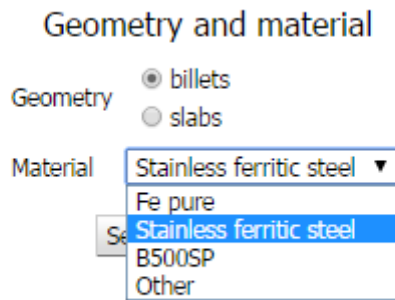 Geometry and material
Geometry
billets
slabs
Material
Stainless ferritic steel
Fe pure
Stainless ferritic steel
B500SP
Other